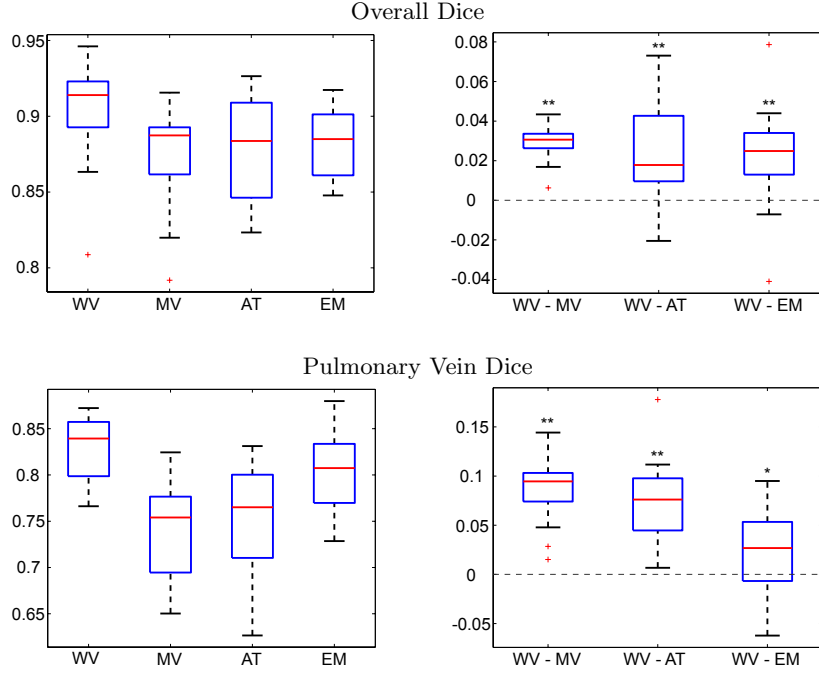 Overall Dice
0.95
0.9
0.85
0.8
WV MV AT EM
0.08
0.06
0.04
0.02
0
-0.02
-0.04
** ** **
WV - MV WV - AT WV - EM
Pulmonary Vein Dice
0.85
0.8
0.75
0.7
0.65
WV MV AT EM
0.15
0.1
0.05
0
-0.05
** ** *
WV - MV WV - AT WV - EM